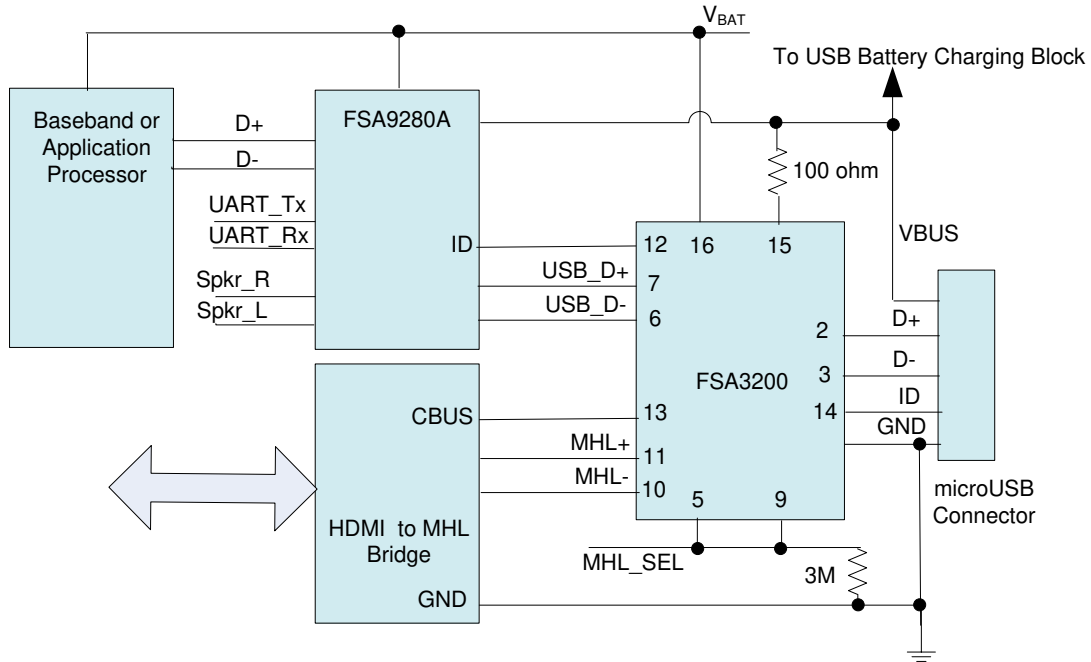 VBAT
To USB Battery Charging Block
Baseband or
Application
Processor
D+
D-
FSA9280A
UART_Tx
UART_Rx
Spkr_R
Spkr_L
ID
USB_D+
USB_D-
100 ohm
VBUS
12
16
15
7
6
2
3
14
FSA3200
13
11
10
5
9
D+
D-
ID
GND
microUSB
Connector
CBUS
MHL+
MHL-
HDMI to MHL
Bridge
GND
MHL_SEL
3M